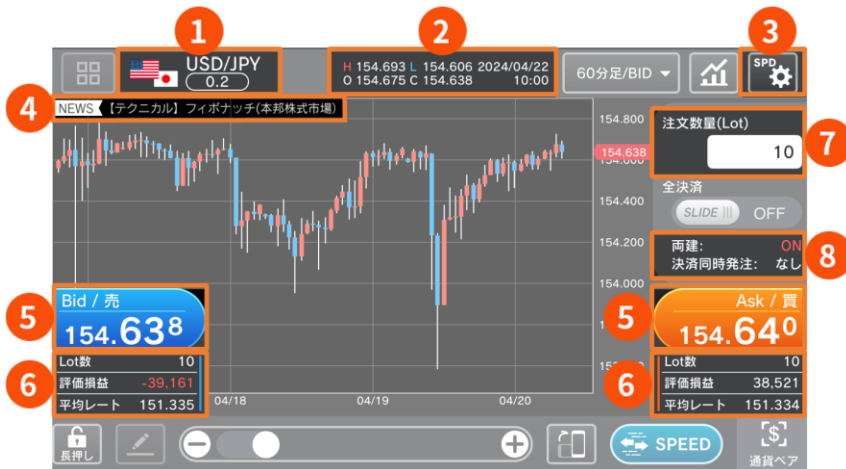 1
2
3
USD/JPY
0.2
H 154.693 L 154.606 2024/04/22
O 154.675 C 154.638 10:00
60分足/BID
SPD
4
NEWS 【テクニカル】フィボナッチ(本邦株式市場)
154.800
154.638
154.400
154.200
154.000
注文数量(Lot)
10
7
全決済
SLIDE
OFF
両建: ON
決済同時発注: なし
8
5
Bid / 売
154.638
Ask / 買
154.640
5
6
Lot数 10
評価損益 -39,161
平均レート 151.335
04/18
04/19
04/20
Lot数 10
評価損益 38,521
平均レート 151.334
6
長押し
SPEED
通貨ペア